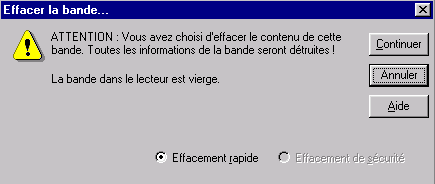 Effacer la bande...
ATTENTION : Vous avez choisi d'effacer le contenu de cette
bande. Toutes les informations de la bande seront détruites !
La bande dans le lecteur est vierge.
Continuer
Annuler
Aide
Effacement rapide
Effacement de sécurité